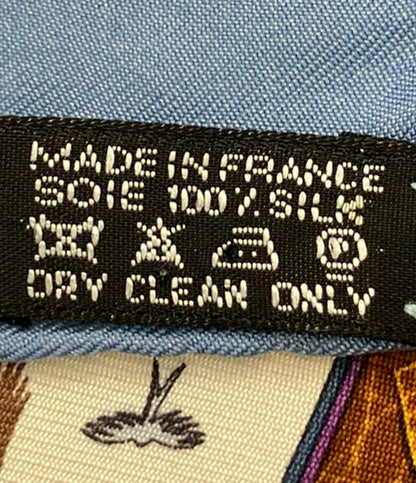 MADE IN FRANCE
SOIE 100% SILK
P
DRY CLEAN ONLY